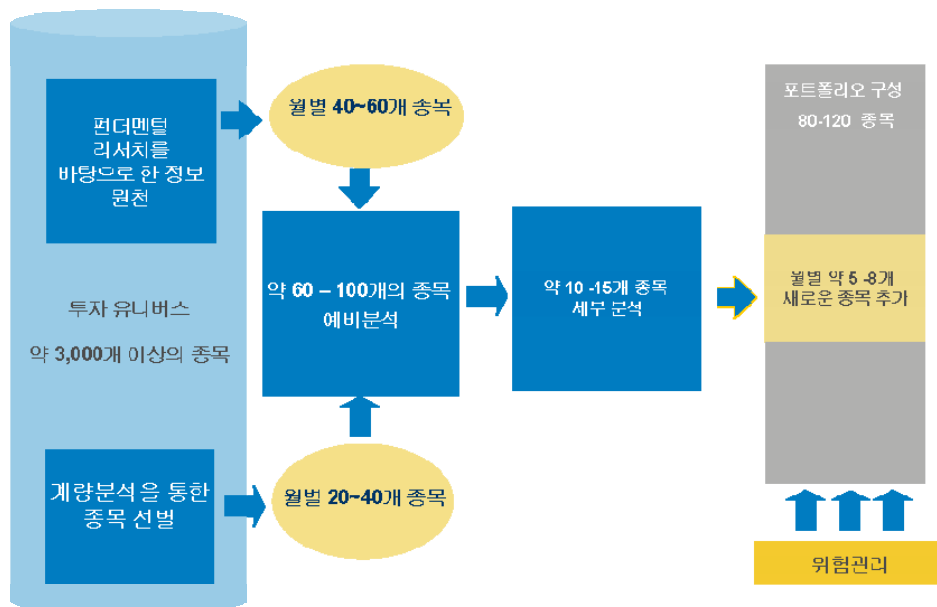 펀더멘털
리서치를
바탕으로 한 정보
원천
투자 유니버스
약 3,000개 이상의 종목
계량분석을 통한
종목 선별
월별 40~60개 종목
월별 20~40개 종목
약 60 – 100개의 종목
예비분석
약 10 -15개 종목
세부 분석
포트폴리오 구성
80-120 종목
월별 약 5 -8개
새로운 종목 추가
위험관리